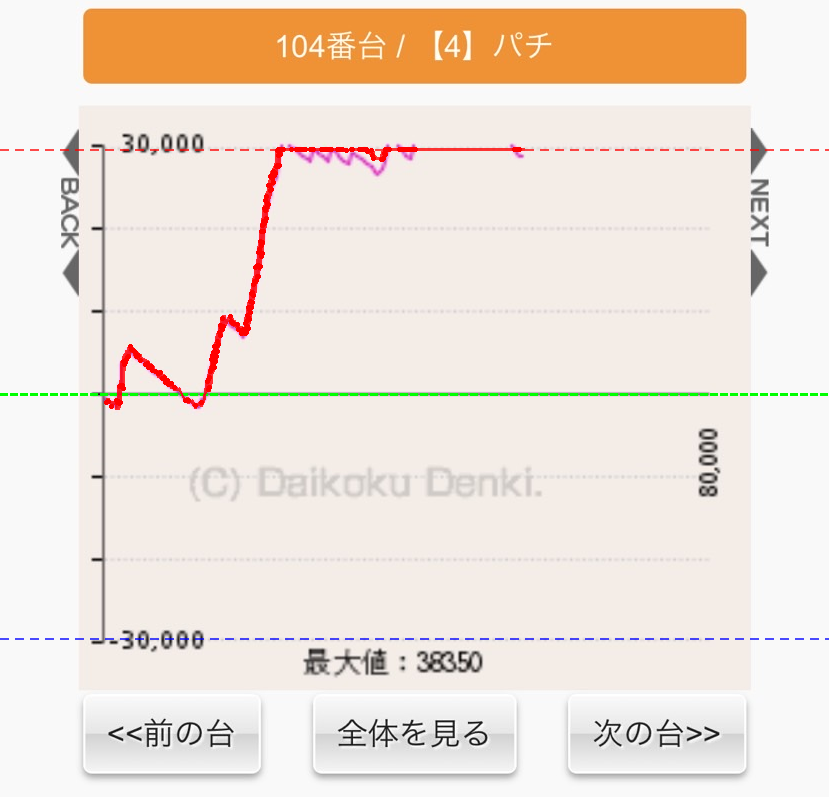 104番台 / 【4】パチ
30,000
BACK
NEXT
80,000
(C) Daikoku Denki.
-30,000
最大値：38350
<<前の台
全体を見る
次の台>>